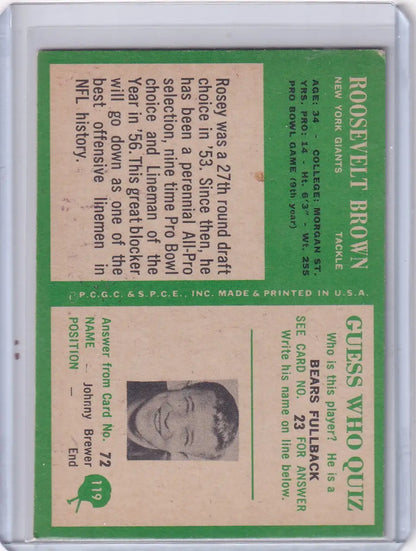 ROOSEVELT BROWN
NEW YORK GIANTS TACKLE
AGE: 34 - COLLEGE: MORGAN ST.
YRS. PRO: 14 - Ht. 6'3" - Wt. 255
PRO BOWL GAME (9th year)
Rosey was a 27th round draft
choice in '53. Since then, he
has been a perennial All-Pro
selection, nine time Pro Bowl
choice and Lineman of the
Year in '56. This great blocker
will go down as one of the
best offensive linemen in
NFL history.
P.C.G.C. & S.P.C.E., INC. MADE & PRINTED IN U.S.A.
GUESS WHO QUIZ
Who is this player? He is a
BEARS FULLBACK
SEE CARD NO. 23 FOR ANSWER
Write his name on line below.
Answer from Card No. 72
NAME - Johnny Brewer
POSITION - End
119